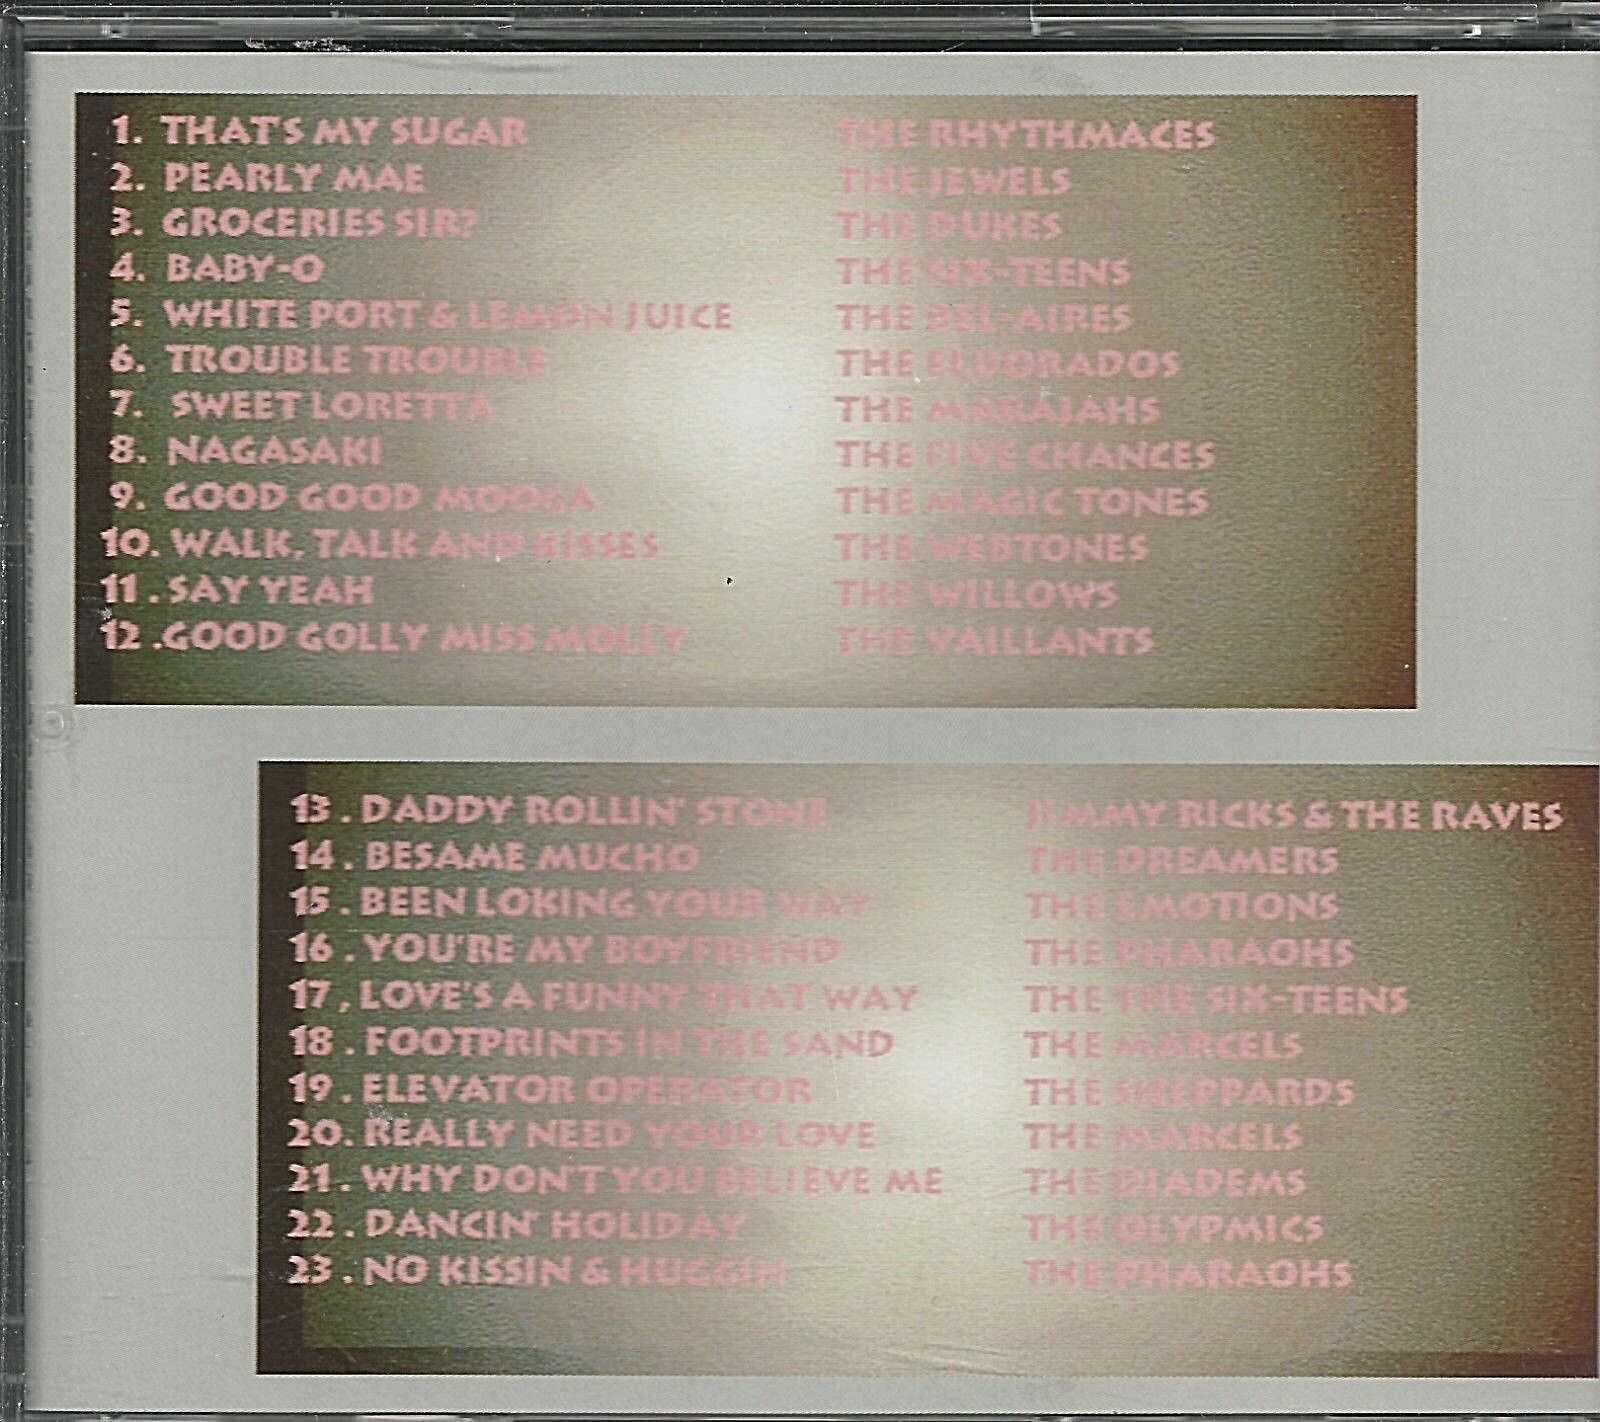 1. THAT'S MY SUGAR THE RHYTHMACES
2. PEARLY MAE THE JEWELS
3. GROCERIES SIR? THE DUKES
4. BABY-O THE SIX-TEENS
5. WHITE PORT & LEMON JUICE THE BEL-AIRES
6. TROUBLE TROUBLE THE ELDORADOS
7. SWEET LORETTA THE MARAJAHS
8. NAGASAKI THE FIVE CHANCES
9. GOOD GOOD MOOGA THE MAGIC TONES
10. WALK, TALK AND KISSES THE WEBTONES
11 . SAY YEAH THE WILLOWS
12 .GOOD GOLLY MISS MOLLY THE VAILLANTS
13 . DADDY ROLLIN' STONE JIMMY RICKS & THE RAVES
14 . BESAME MUCHO THE DREAMERS
15 . BEEN LOKING YOUR WAY THE EMOTIONS
16 . YOU'RE MY BOYFRIEND THE PHARAOHS
17 , LOVE'S A FUNNY THAT WAY THE THE SIX-TEENS
18 . FOOTPRINTS IN THE SAND THE MARCELS
19 . ELEVATOR OPERATOR THE SHEPPARDS
20. REALLY NEED YOUR LOVE THE MARCELS
21 . WHY DON'T YOU BELIEVE ME THE DIADEMS
22 . DANCIN' HOLIDAY THE OLYPMICS
23 . NO KISSIN & HUGGIN THE PHARAOHS